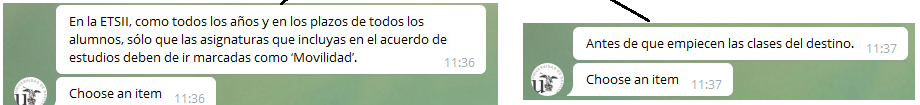 En la ETSII, como todos los años y en los plazos de todos los
alumnos, sólo que las asignaturas que incluyas en el acuerdo de
estudios deben de ir marcadas como ‘Movilidad’.
11:36
Choose an item
11:36
Antes de que empiecen las clases del destino.
11:37
Choose an item
11:37